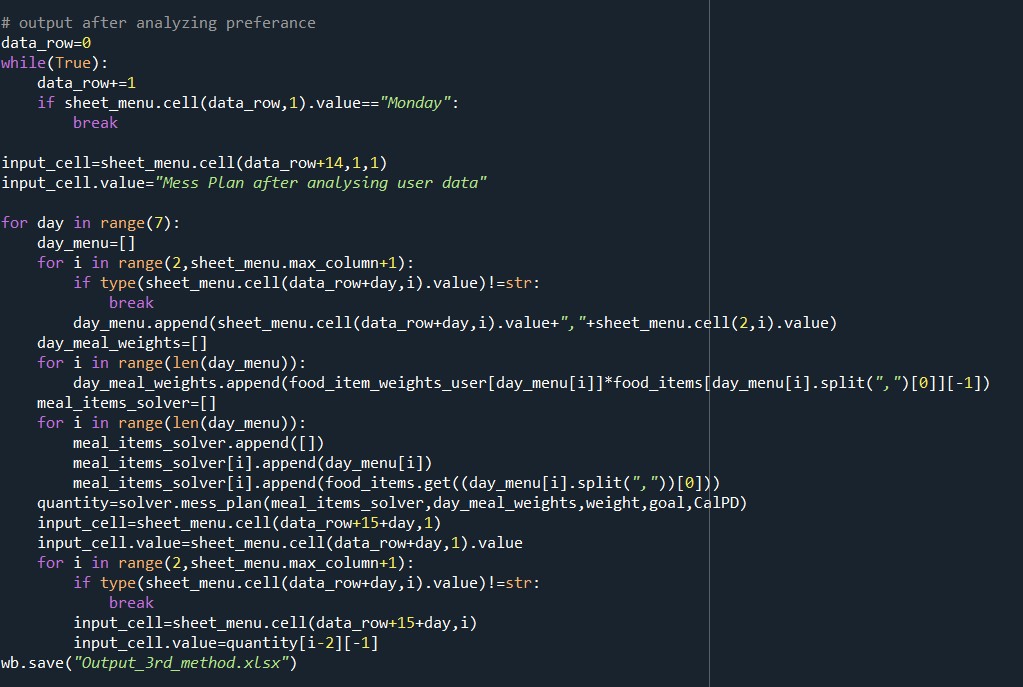 # output after analyzing preferance
data_row=0
while(True):
    data_row+=1
    if sheet_menu.cell(data_row,1).value=="Monday":
        break

input_cell=sheet_menu.cell(data_row+14,1,1)
input_cell.value="Mess Plan after analysing user data"

for day in range(7):
    day_menu=[]
    for i in range(2,sheet_menu.max_column+1):
        if type(sheet_menu.cell(data_row+day,i).value)!=str:
            break
        day_menu.append(sheet_menu.cell(data_row+day,i).value+","+sheet_menu.cell(2,i).value)
    day_meal_weights=[]
    for i in range(len(day_menu)):
        day_meal_weights.append(food_item_weights_user[day_menu[i]]*food_items[day_menu[i].split(",")[0]][-1])
    meal_items_solver=[]
    for i in range(len(day_menu)):
        meal_items_solver.append([])
        meal_items_solver[i].append(day_menu[i])
        meal_items_solver[i].append(food_items.get((day_menu[i].split(","))[0]))
    quantity=solver.mess_plan(meal_items_solver,day_meal_weights,weight,goal,CalPD)
    input_cell=sheet_menu.cell(data_row+15+day,1)
    input_cell.value=sheet_menu.cell(data_row+day,1).value
    for i in range(2,sheet_menu.max_column+1):
        if type(sheet_menu.cell(data_row+day,i).value)!=str:
            break
        input_cell=sheet_menu.cell(data_row+15+day,i)
        input_cell.value=quantity[i-2][-1]
wb.save("Output_3rd_method.xlsx")